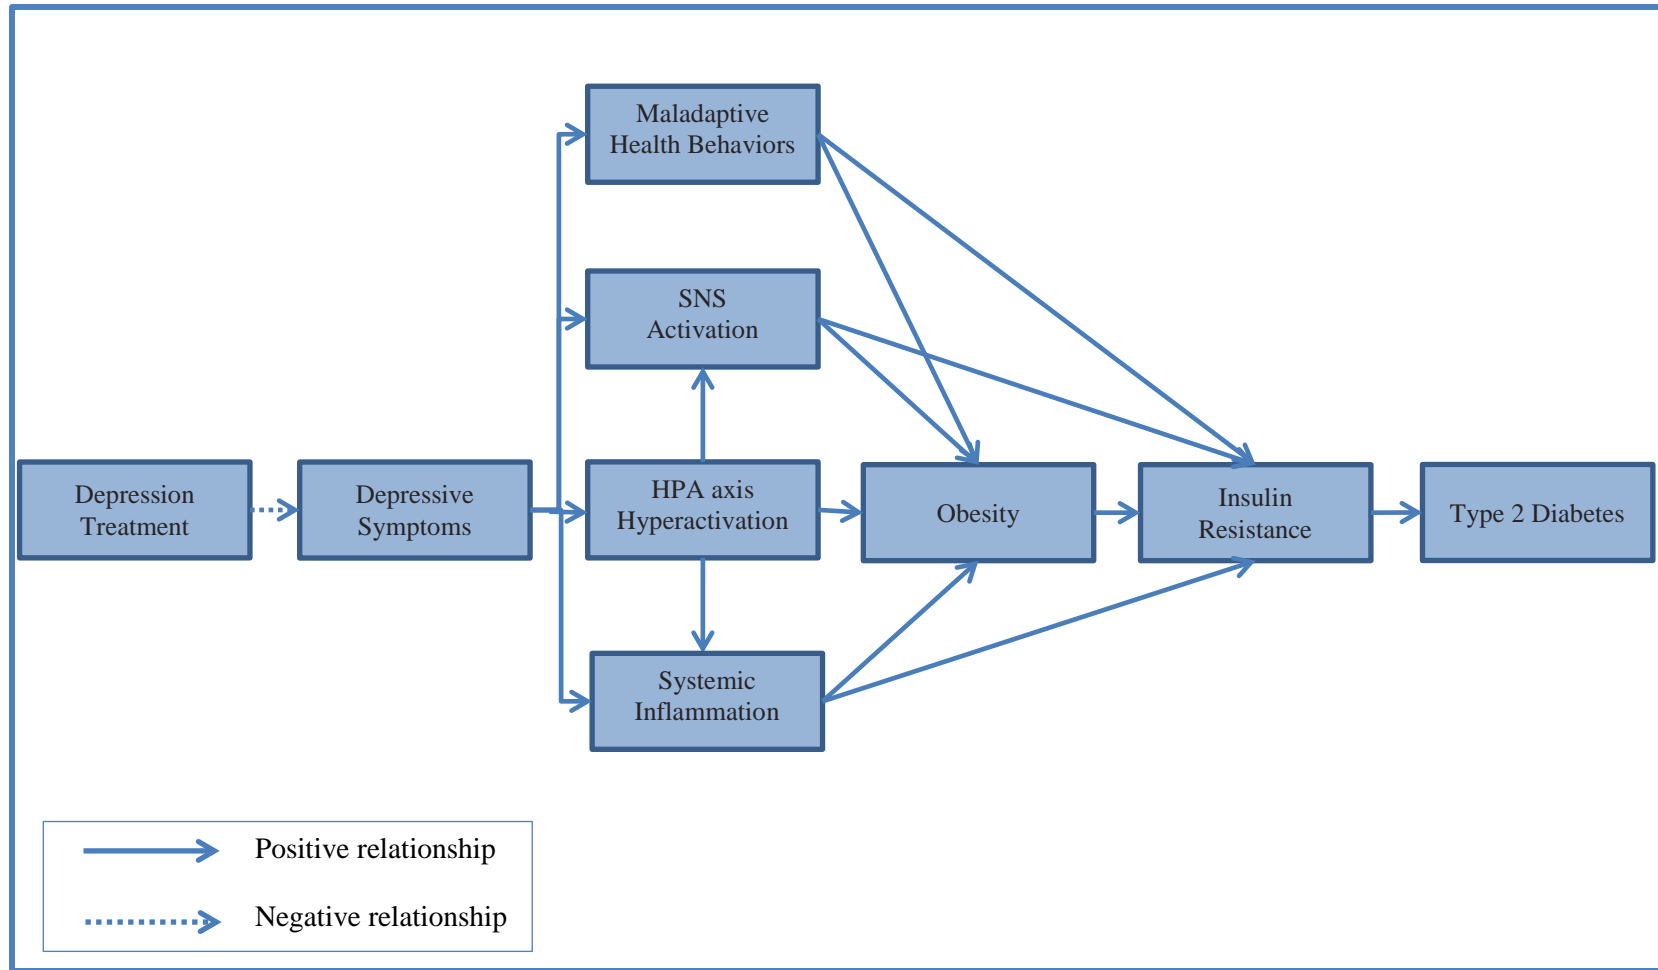 Maladaptive
Health Behaviors
SNS
Activation
Depression
Treatment
Depressive
Symptoms
HPA axis
Hyperactivation
Obesity
Insulin
Resistance
Type 2 Diabetes
Systemic
Inflammation
Positive relationship
Negative relationship